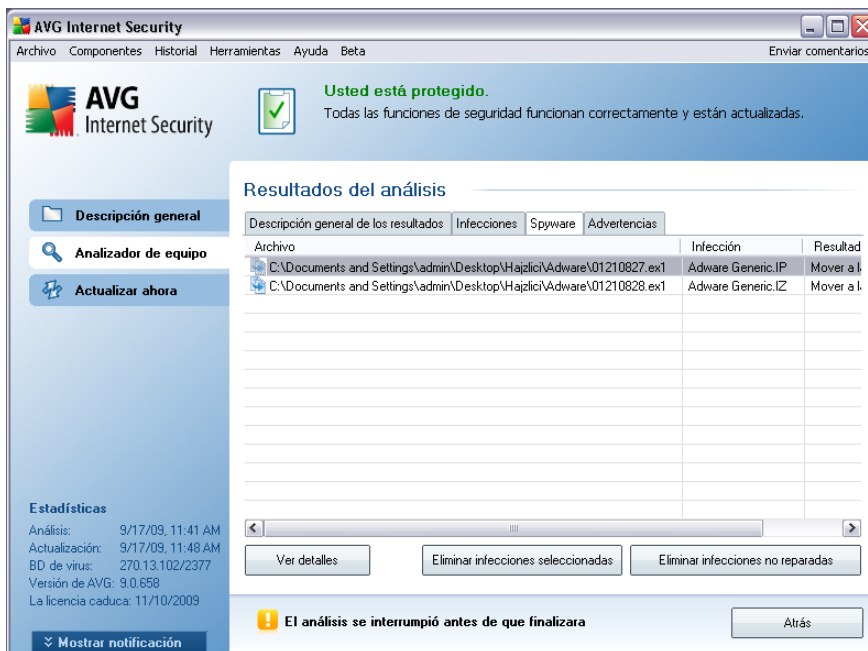 AVG Internet Security
Archivo Componentes Historial Herramientas Ayuda Beta Enviar comentarios
AVG
Internet Security
Usted está protegido.
Todas las funciones de seguridad funcionan correctamente y están actualizadas.
Descripción general
Analizador de equipo
Actualizar ahora
Resultados del análisis
Descripción general de los resultados Infecciones Spyware Advertencias
Archivo Infección Resultad
C:\Documents and Settings\admin\Desktop\Hajzlici\Adware\01210827.ex1 Adware Generic.IP Mover a l
C:\Documents and Settings\admin\Desktop\Hajzlici\Adware\01210828.ex1 Adware Generic.IZ Mover a l
Ver detalles Eliminar infecciones seleccionadas Eliminar infecciones no reparadas
Estadísticas
Análisis: 9/17/09, 11:41 AM
Actualización: 9/17/09, 11:48 AM
BD de virus: 270.13.102/2377
Versión de AVG: 9.0.658
La licencia caduca: 11/10/2009
Mostrar notificación
El análisis se interrumpió antes de que finalizara
Atrás